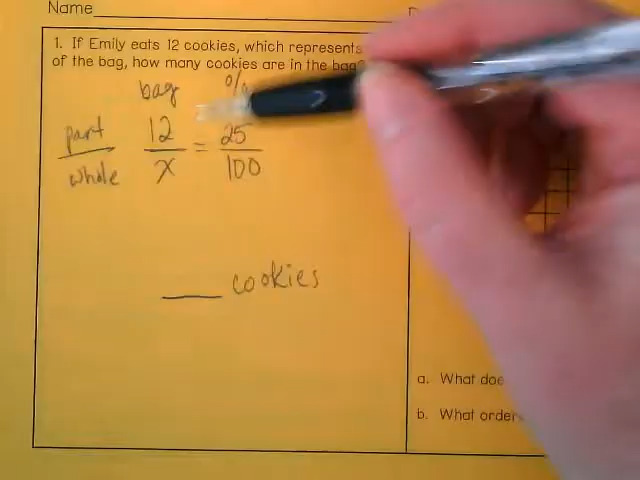 Name
1. If Emily eats 12 cookies, which represents
of the bag, how many cookies are in the bag?
bag %
part 12 = 25
whole x 100
___ cookies
a. What doe
b. What order